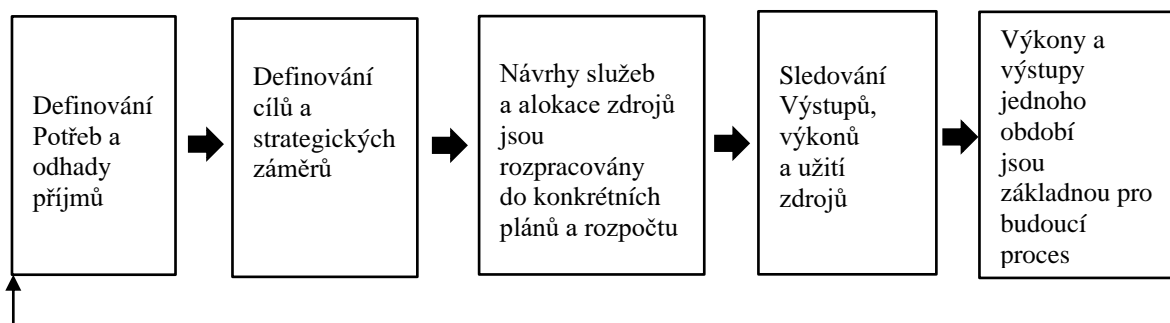 Definování
Potřeb a
odhady
příjmů
Definování
cílů a
strategických
záměrů
Návrhy služeb
a alokace zdrojů
jsou
rozpracovány
do konkrétních
plánů a rozpočtu
Sledování
Výstupů,
výkonů
a užití
zdrojů
Výkony a
výstupy
jednoho
období
jsou
základnou pro
budoucí
proces